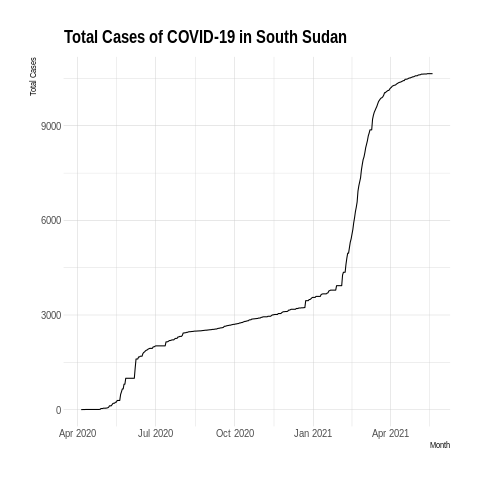 Total Cases of COVID-19 in South Sudan
Total Cases
9000
6000
3000
0
Apr 2020 Jul 2020 Oct 2020 Jan 2021 Apr 2021
Month